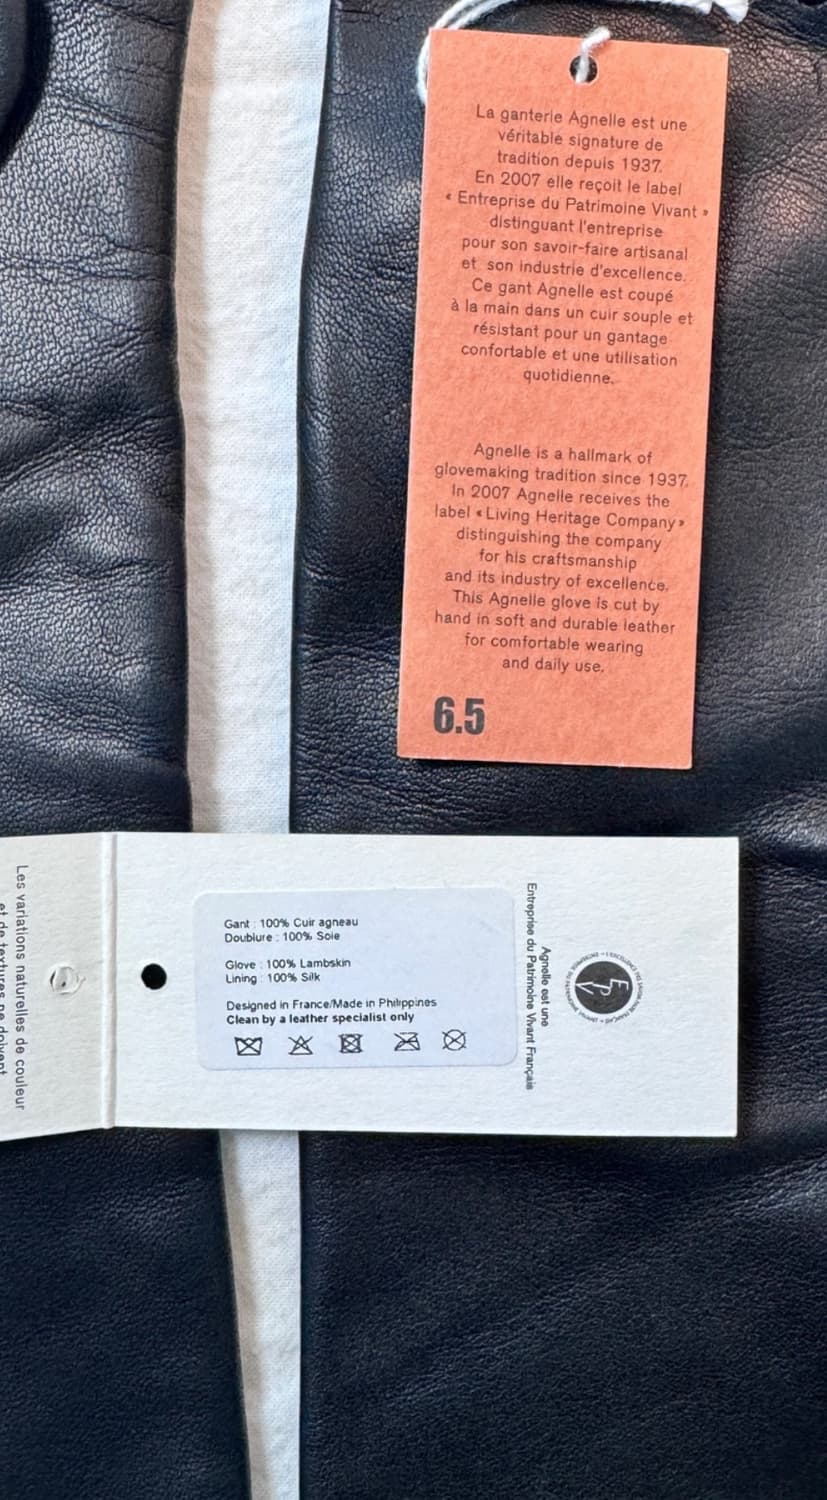 La ganterie Agnelle est une
véritable signature de
tradition depuis 1937.
En 2007 elle reçoit le label
« Entreprise du Patrimoine Vivant »
distinguant l'entreprise
pour son savoir-faire artisanal
et son industrie d'excellence.
Ce gant Agnelle est coupé
à la main dans un cuir souple et
résistant pour un gantage
confortable et une utilisation
quotidienne.
Agnelle is a hallmark of
glovemaking tradition since 1937.
In 2007 Agnelle receives the
label « Living Heritage Company »
distinguishing the company
for his craftsmanship
and its industry of excellence.
This Agnelle glove is cut by
hand in soft and durable leather
for comfortable wearing
and daily use.
6.5
Les variations naturelles de couleur
et de textures ne doivent
Gant : 100% Cuir agneau
Doublure : 100% Soie
Glove : 100% Lambskin
Lining : 100% Silk
Designed in France/Made in Philippines
Clean by a leather specialist only
Agnelle est une
Entreprise du Patrimoine Vivant Français
EPV